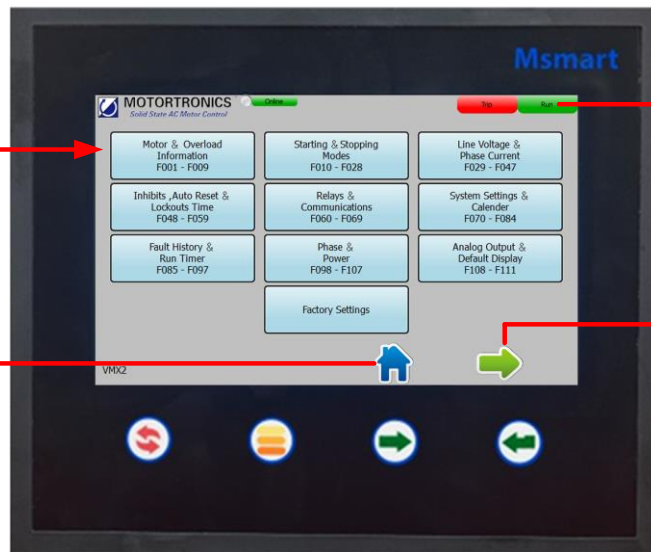 Msmart
MOTORTRONICS
Solid State AC Motor Control
Online
Trip
Run
Motor & Overload
Information
F001 - F009
Starting & Stopping
Modes
F010 - F028
Line Voltage &
Phase Current
F029 - F047
Inhibits ,Auto Reset &
Lockouts Time
F048 - F059
Relays &
Communications
F060 - F069
System Settings &
Calender
F070 - F084
Fault History &
Run Timer
F085 - F097
Phase &
Power
F098 - F107
Analog Output &
Default Display
F108 - F111
Factory Settings
VMX2